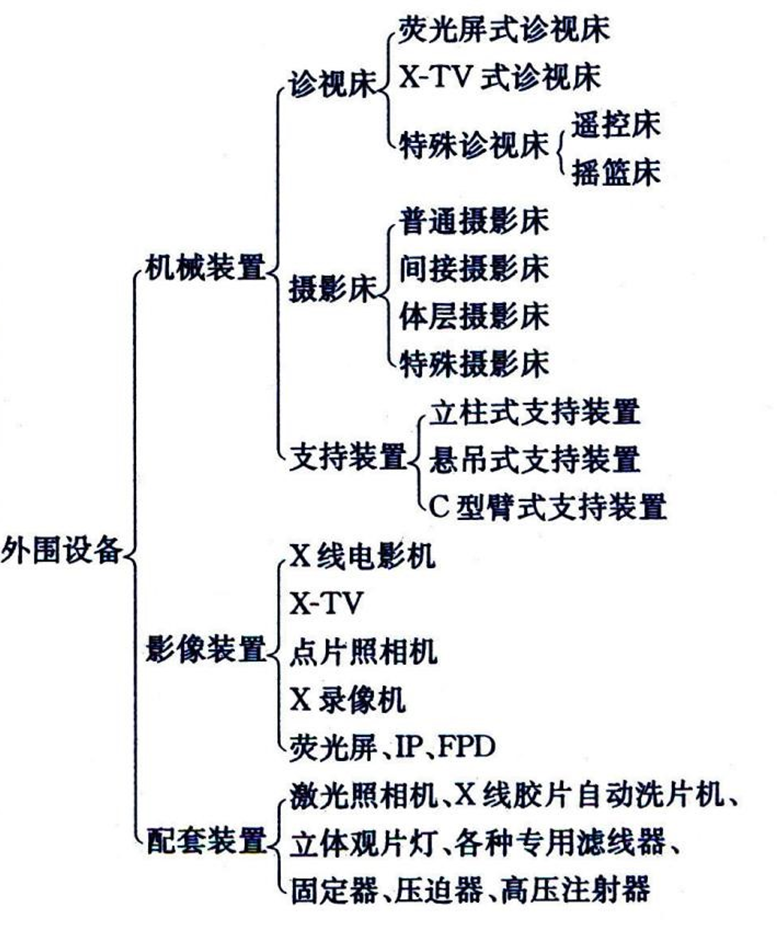 荧光屏式诊视床
诊视床
X-TV 式诊视床
特殊诊视床
遥控床
摇篮床
普通摄影床
机械装置
间接摄影床
摄影床
体层摄影床
特殊摄影床
立柱式支持装置
支持装置
悬吊式支持装置
C 型臂式支持装置
外围设备
X 线电影机
X-TV
影像装置
点片照相机
X 录像机
荧光屏、IP、FPD
激光照相机、X 线胶片自动洗片机、
配套装置
立体观片灯、各种专用滤线器、
固定器、压迫器、高压注射器